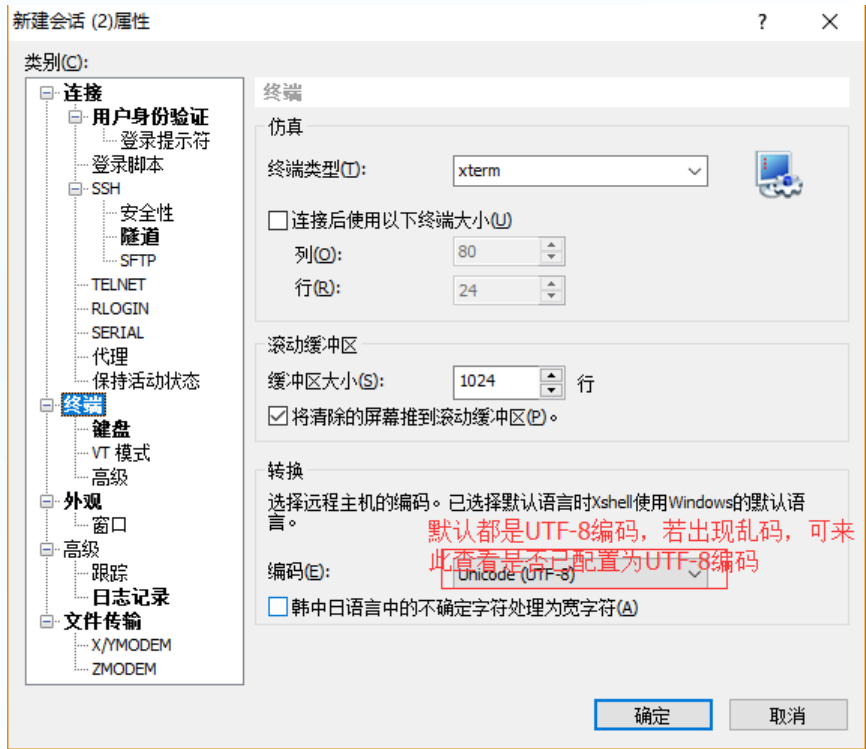 新建会话 (2)属性
类别(C):
连接
用户身份验证
登录提示符
登录脚本
SSH
安全性
隧道
SFTP
TELNET
RLOGIN
SERIAL
代理
保持活动状态
终端
键盘
VT 模式
高级
外观
窗口
高级
跟踪
日志记录
文件传输
X/YMODEM
ZMODEM
终端
仿真
终端类型(T): xterm
连接后使用以下终端大小(U)
列(O): 80
行(R): 24
滚动缓冲区
缓冲区大小(S): 1024 行
将清除的屏幕推到滚动缓冲区(P)。
转换
选择远程主机的编码。已选择默认语言时Xshell使用Windows的默认语
言。
默认都是UTF-8编码，若出现乱码，可来
此查看是否已配置为UTF-8编码
编码(E): Unicode (UTF-8)
韩中日语言中的不确定字符处理为宽字符(A)
确定 取消